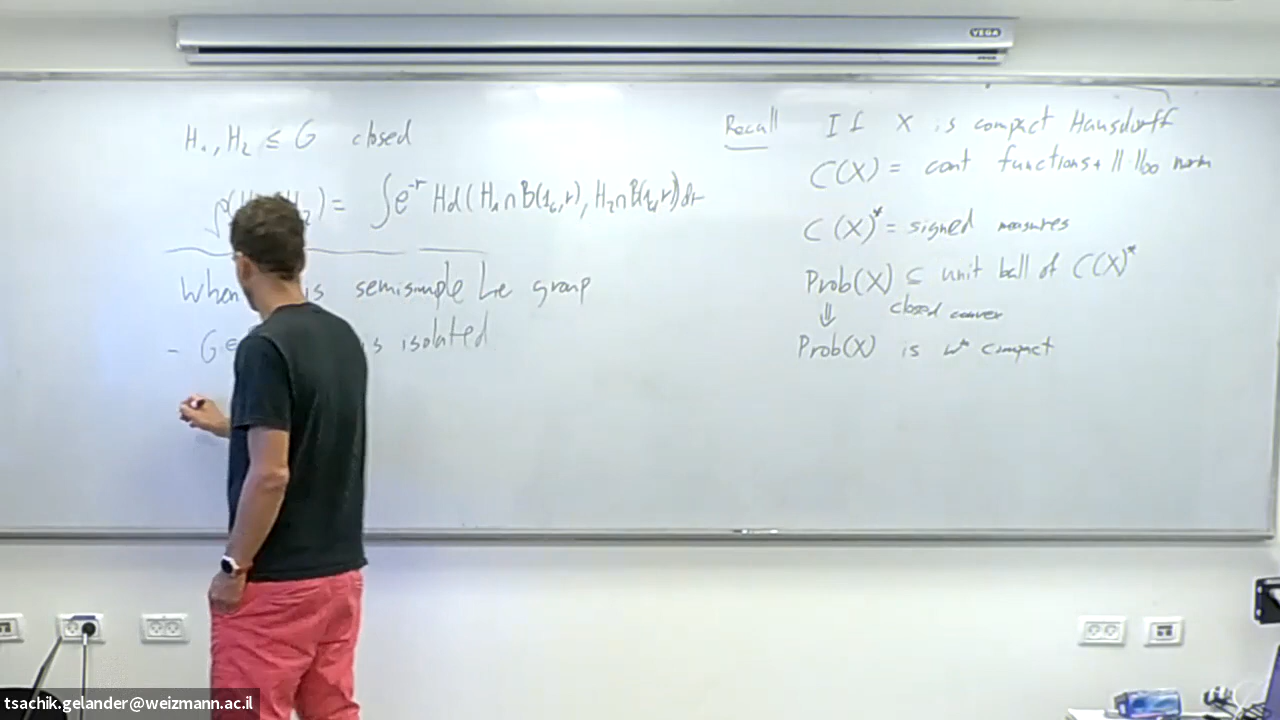 VEGA
H₁, H₂ ≤ G closed
) = ∫e⁻ʳ Hd(H₁∩B(1_G,r), H₂∩B(1_G,r))dr
When is semisimple Lie group
- G∈ is isolated
Recall If X is compact Hausdorff
C(X) = cont functions + ‖·‖∞ norm
C(X)* = signed measures
Prob(X) ⊆ unit ball of C(X)*
⇓ closed convex
Prob(X) is w* compact
tsachik.gelander@weizmann.ac.il